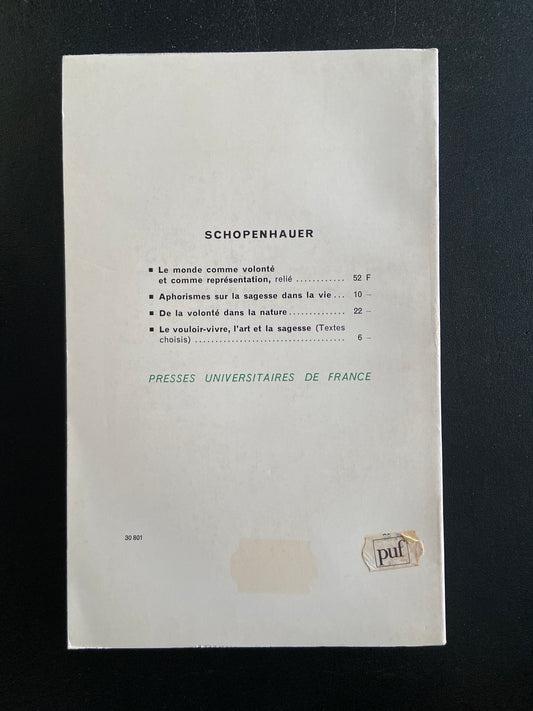 SCHOPENHAUER
▪ Le monde comme volonté
et comme représentation, relié ............ 52 F
▪ Aphorismes sur la sagesse dans la vie ... 10 –
▪ De la volonté dans la nature .............. 22 –
▪ Le vouloir-vivre, l'art et la sagesse (Textes
choisis) ..................................... 6 –
PRESSES UNIVERSITAIRES DE FRANCE
30 801
puf